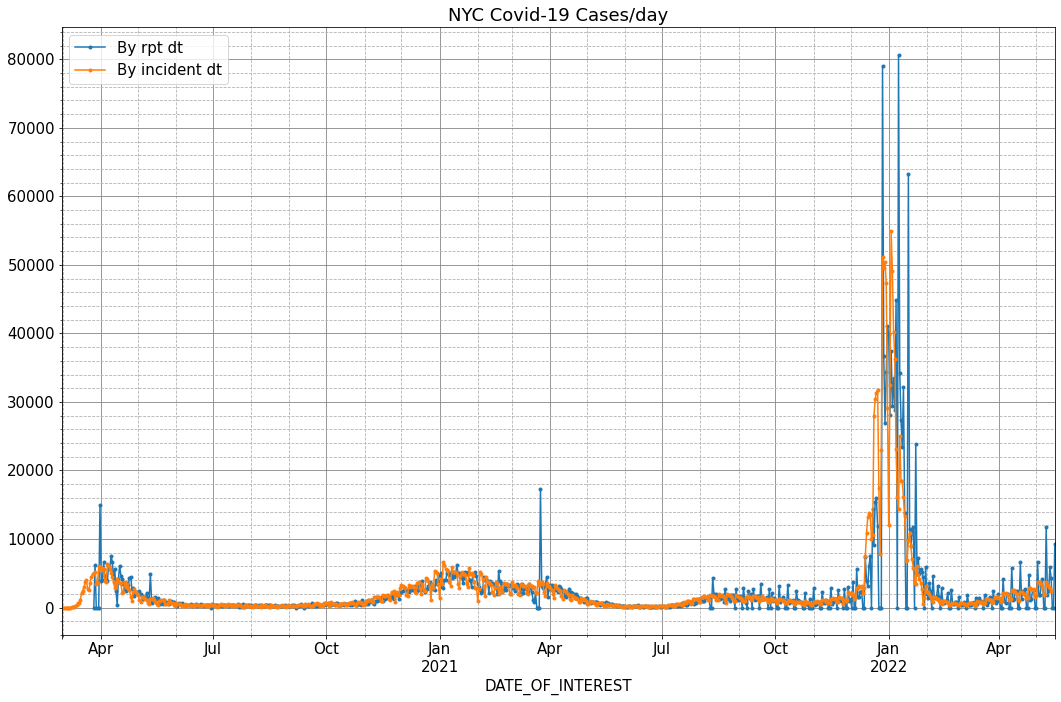 NYC Covid-19 Cases/day
By rpt dt
By incident dt
80000
70000
60000
50000
40000
30000
20000
10000
0
Apr Jul Oct Jan Apr Jul Oct Jan Apr
2021 2022
DATE_OF_INTEREST